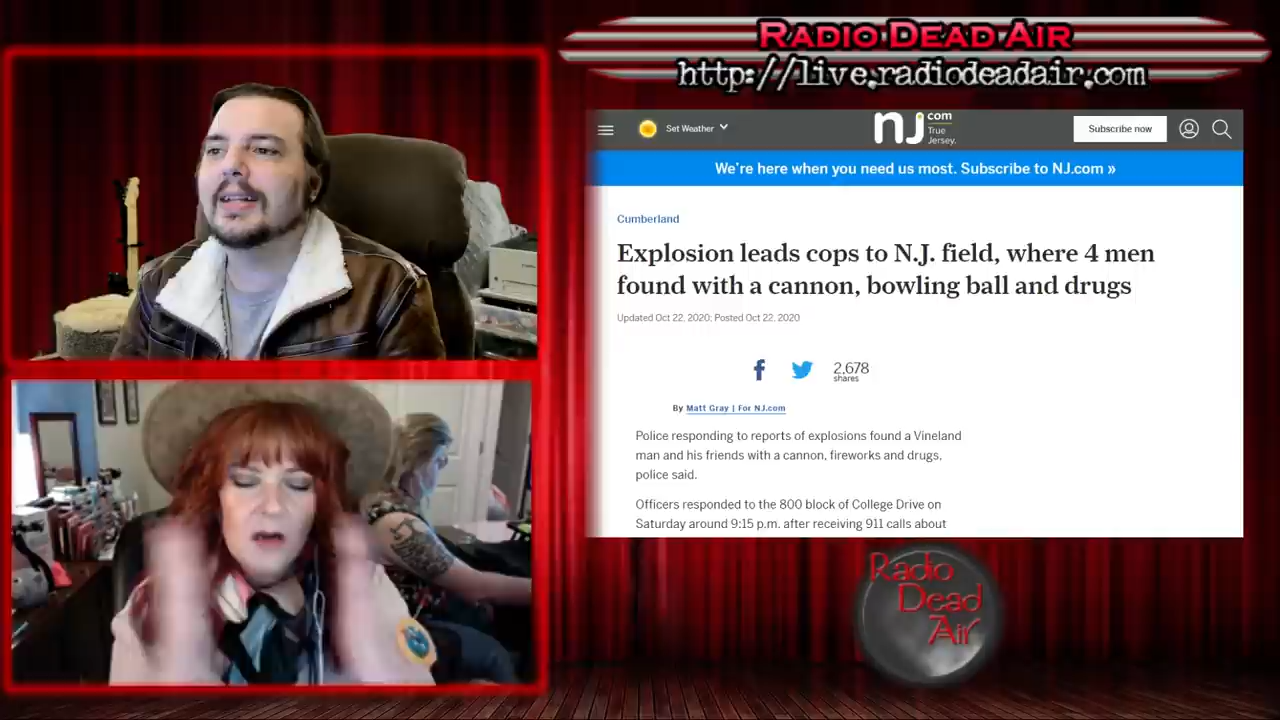 RADIO DEAD AIR
http://live.radiodeadair.com
Set Weather
nj
.com
True
Jersey.
Subscribe now
We're here when you need us most. Subscribe to NJ.com »
Cumberland
Explosion leads cops to N.J. field, where 4 men
found with a cannon, bowling ball and drugs
Updated Oct 22, 2020; Posted Oct 22, 2020
2,678
shares
By Matt Gray | For NJ.com
Police responding to reports of explosions found a Vineland
man and his friends with a cannon, fireworks and drugs,
police said.
Officers responded to the 800 block of College Drive on
Saturday around 9:15 p.m. after receiving 911 calls about
Radio
Dead
Air